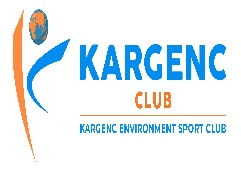 KARGENC
CLUB
KARGENC ENVIRONMENT SPORT CLUB